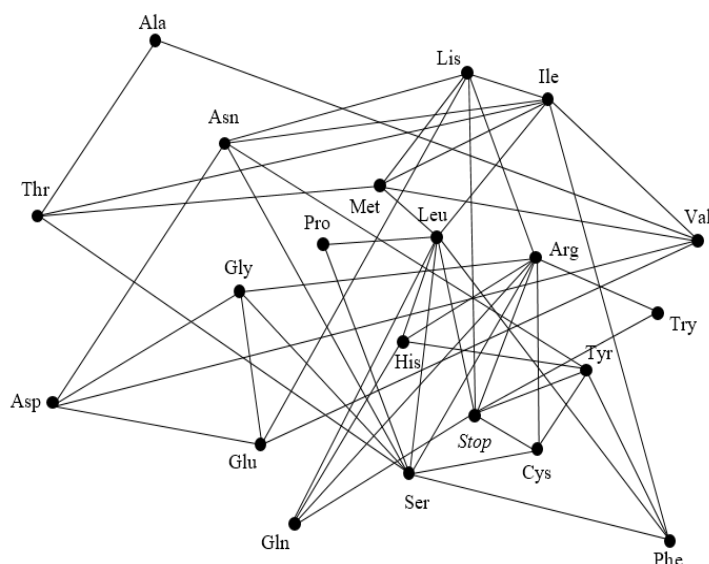 Ala
Lis
Ile
Asn
Thr
Met
Leu
Pro
Val
Arg
Gly
Try
His
Tyr
Asp
Stop
Glu
Cys
Ser
Gln
Phe